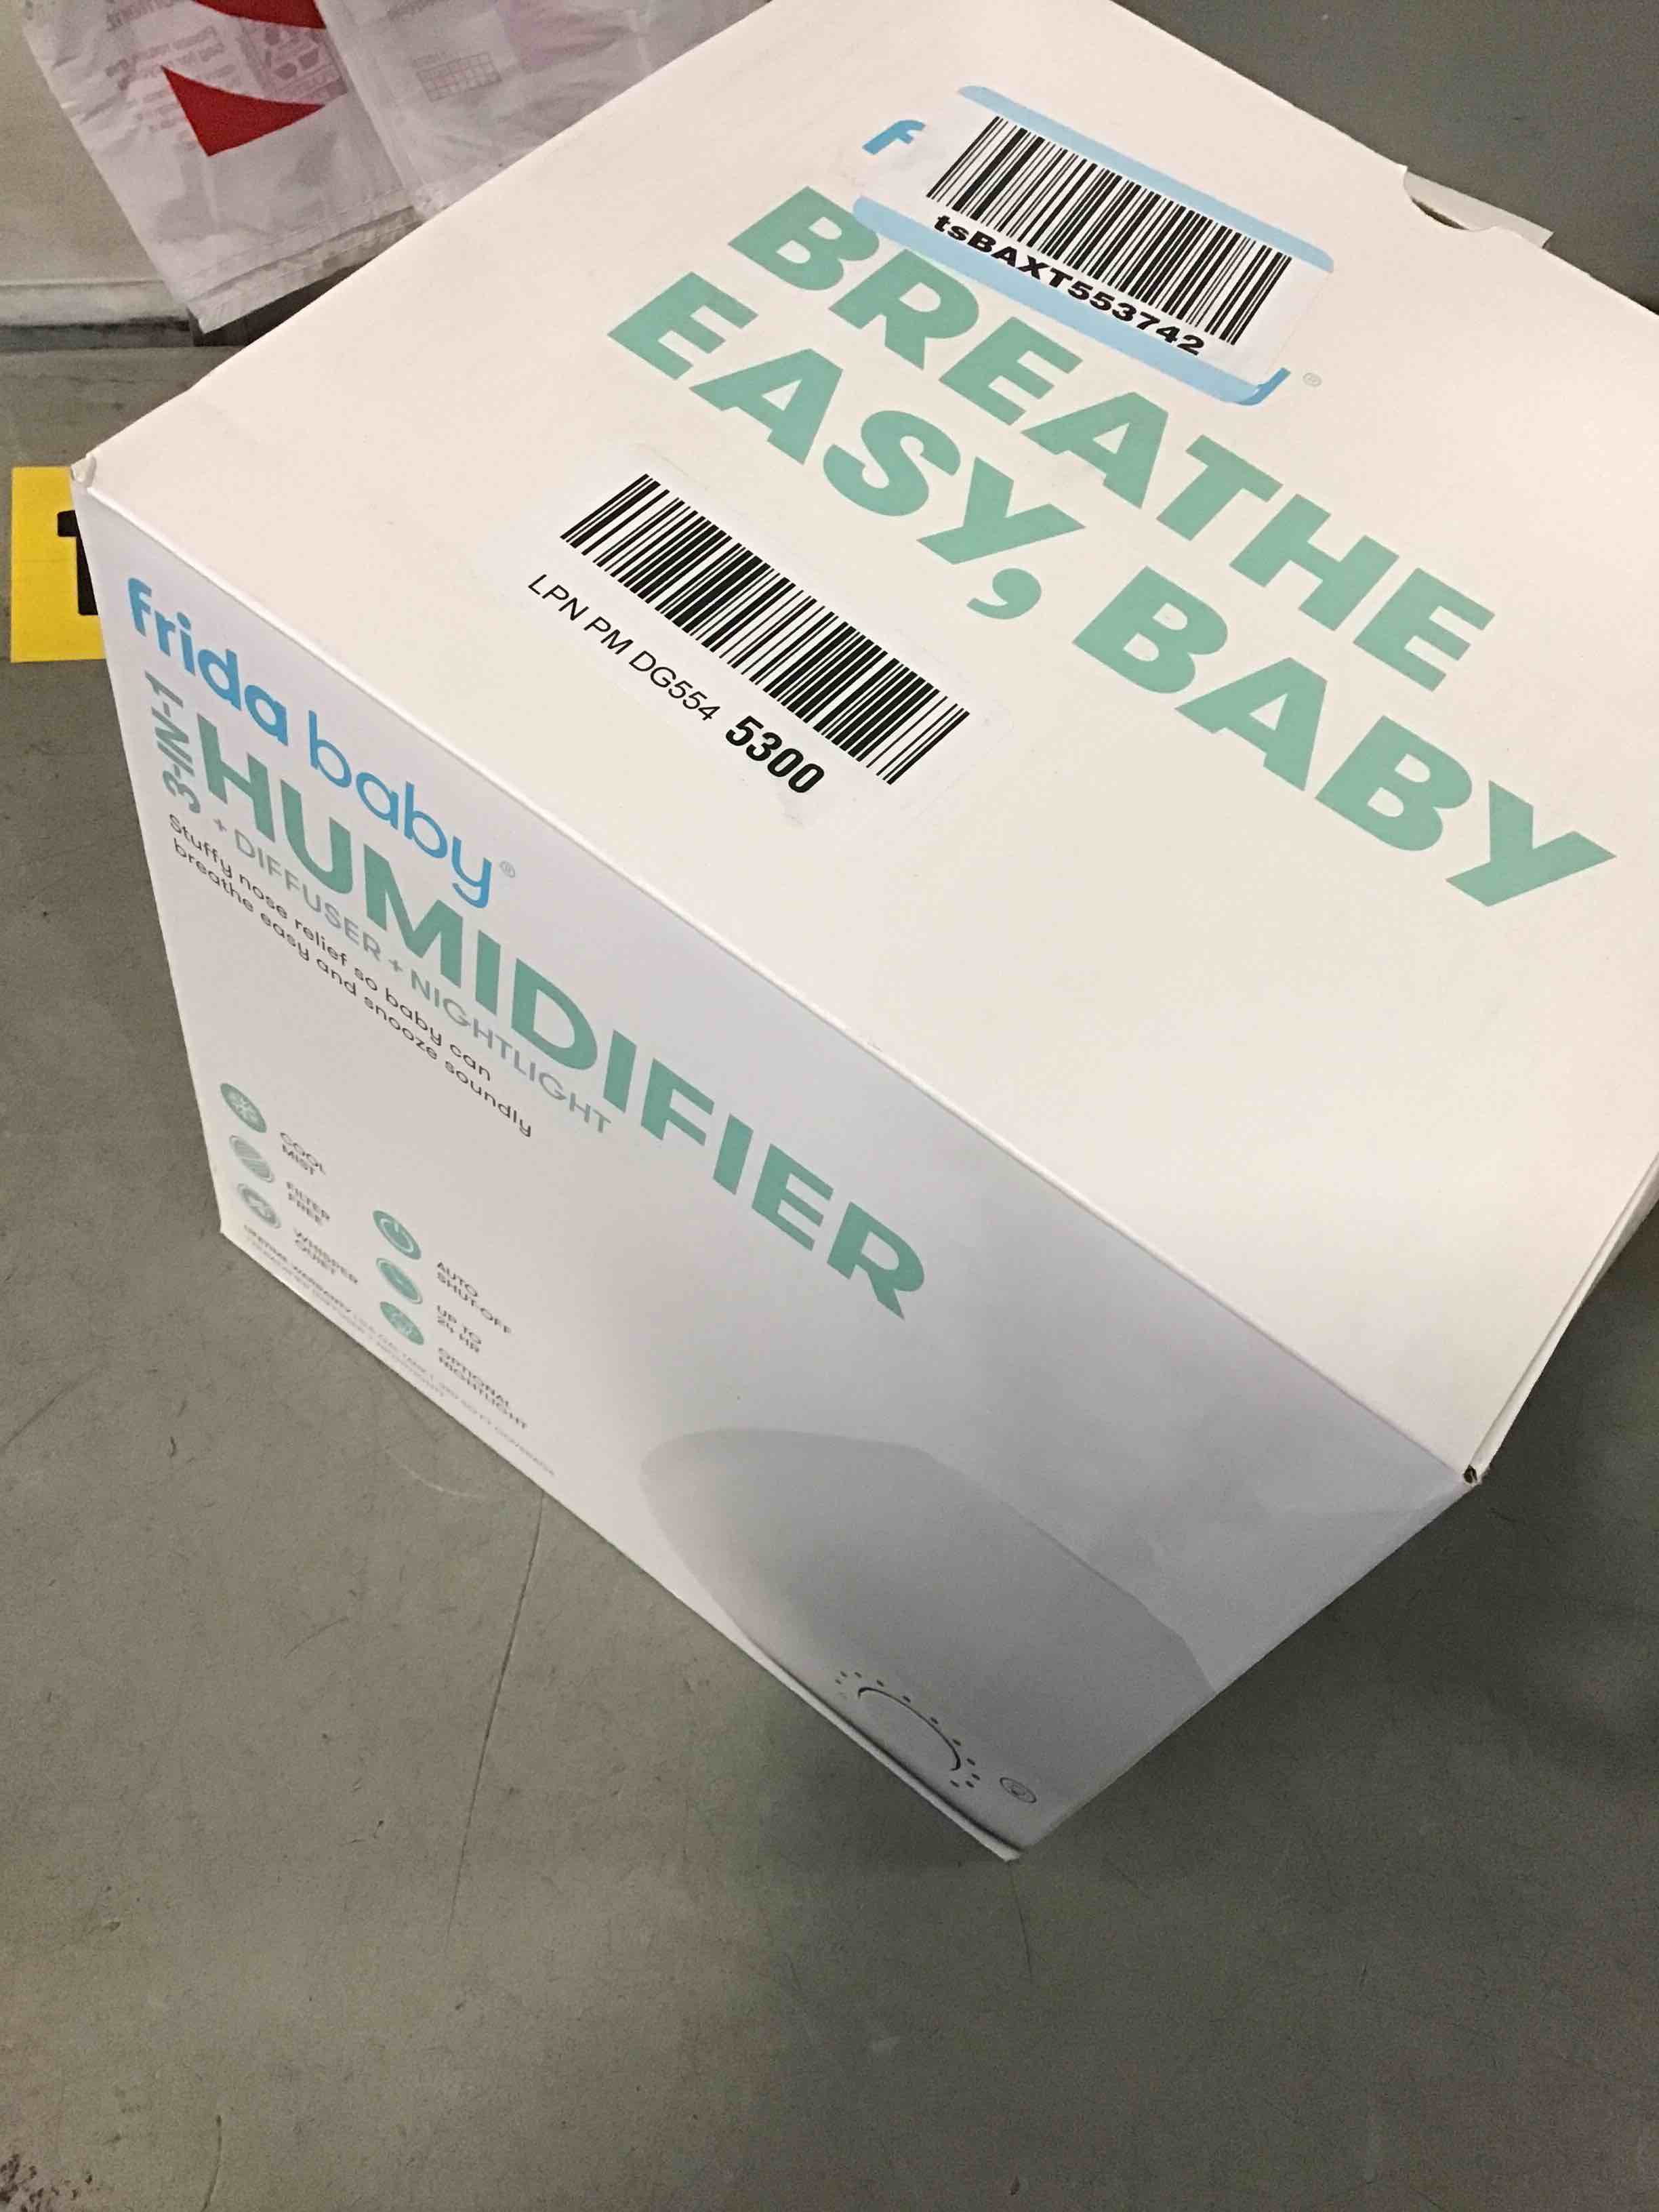 tsBAXT553742
BREATHE
EASY, BABY
LPN PM DG554 5300
frida baby®
3-IN-1
HUMIDIFIER
+ DIFFUSER + NIGHTLIGHT
Stuffy nose relief so baby can
breathe easy and snooze soundly
COOL
MIST
FILTER
FREE
WHISPER
QUIET
AUTO
SHUT-OFF
UP TO
24 HR
OPTIONAL
NIGHTLIGHT